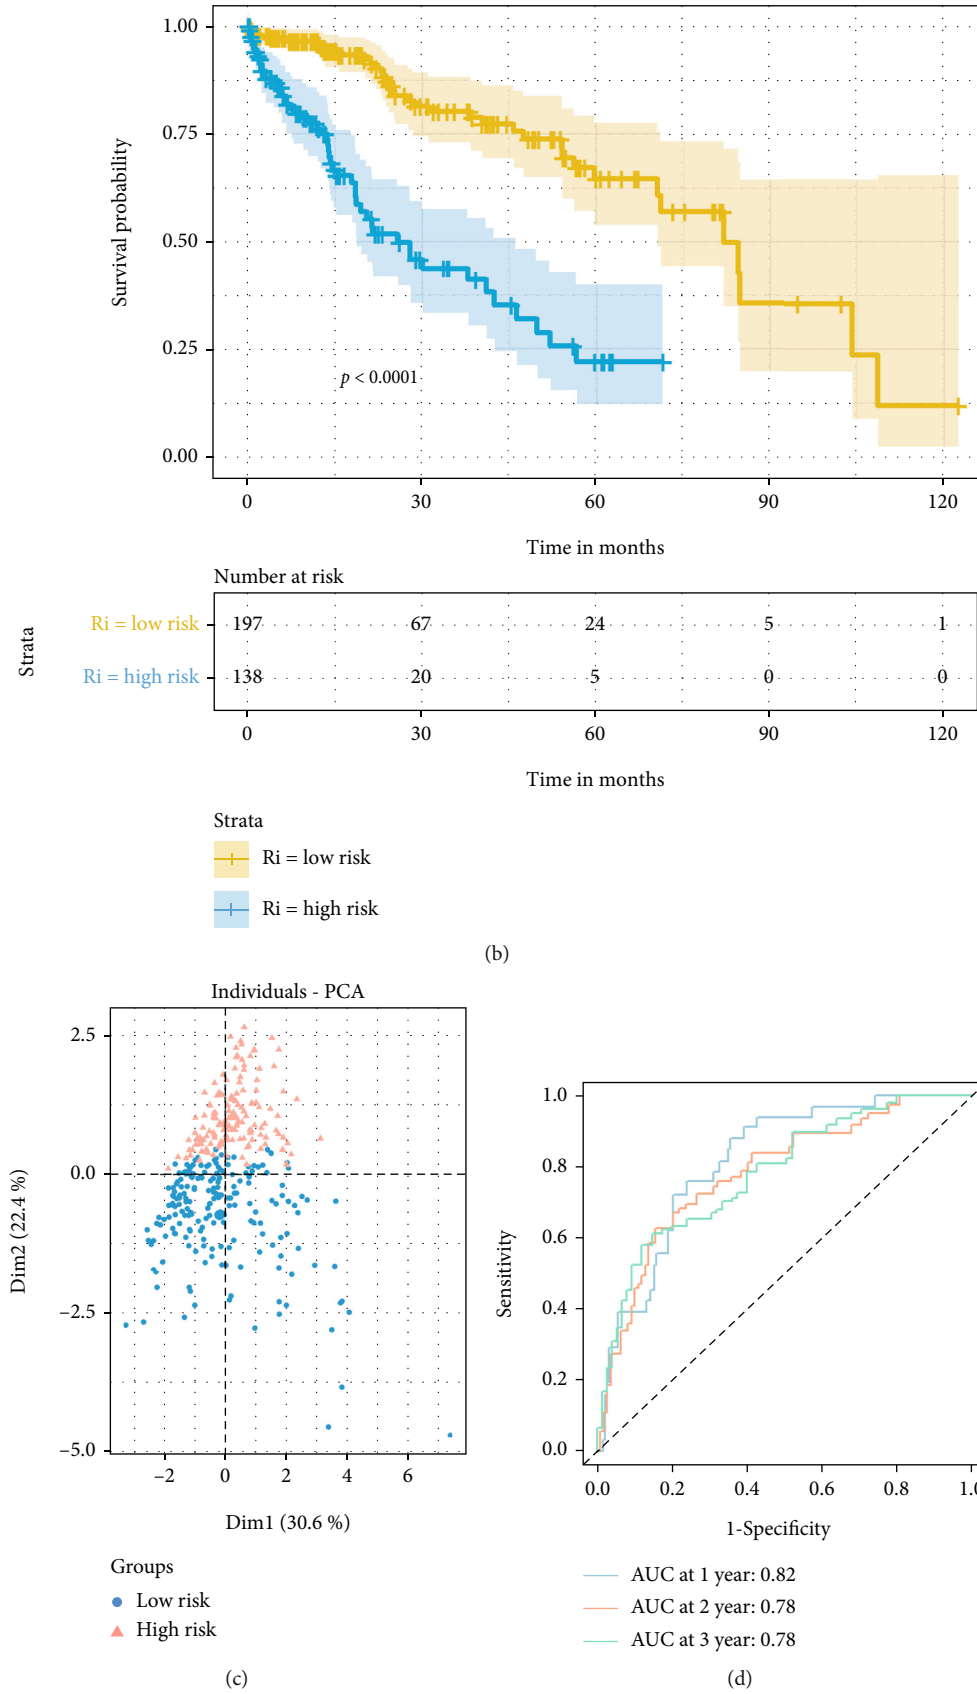 1.00
0.75
0.50
0.25
0.00
Survival probability
p < 0.0001
0 30 60 90 120
Time in months
Number at risk
Strata
Ri = low risk 197 67 24 5 1
Ri = high risk 138 20 5 0 0
0 30 60 90 120
Time in months
Strata
Ri = low risk
Ri = high risk
(b)
Individuals - PCA
2.5
0.0
−2.5
−5.0
Dim2 (22.4 %)
−2 0 2 4 6
Dim1 (30.6 %)
Groups
Low risk
High risk
(c)
1.0
0.8
0.6
0.4
0.2
0.0
Sensitivity
0.0 0.2 0.4 0.6 0.8 1.0
1-Specificity
AUC at 1 year: 0.82
AUC at 2 year: 0.78
AUC at 3 year: 0.78
(d)